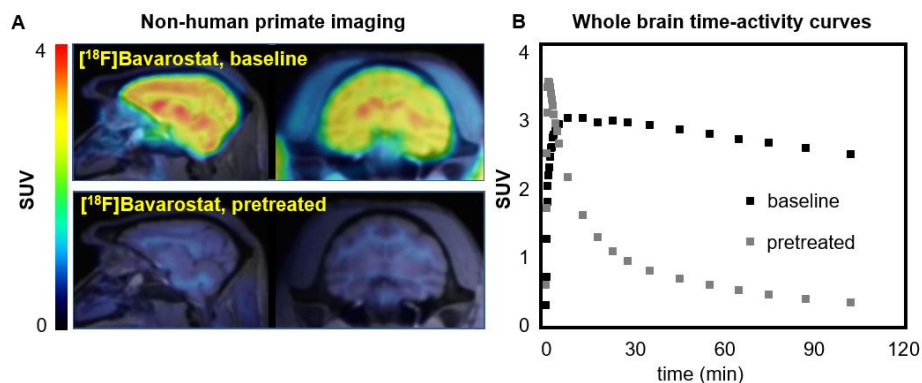 A
Non-human primate imaging
4
[¹⁸F]Bavarostat, baseline
SUV
[¹⁸F]Bavarostat, pretreated
0
B
Whole brain time-activity curves
4
3
2
1
0
SUV
baseline
pretreated
0
30
60
90
120
time (min)